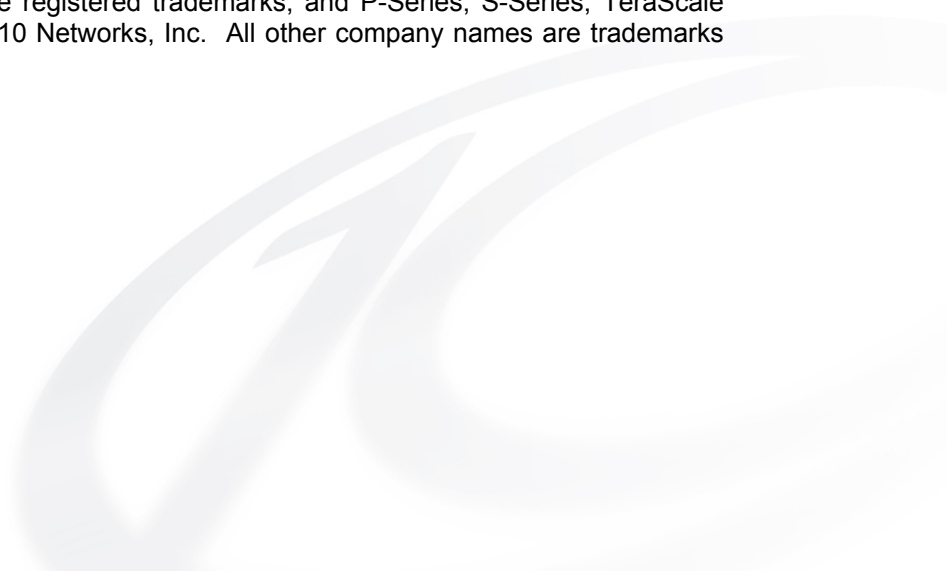 registered trademarks, and P-Series, S-Series, TeraScale
10 Networks, Inc. All other company names are trademarks